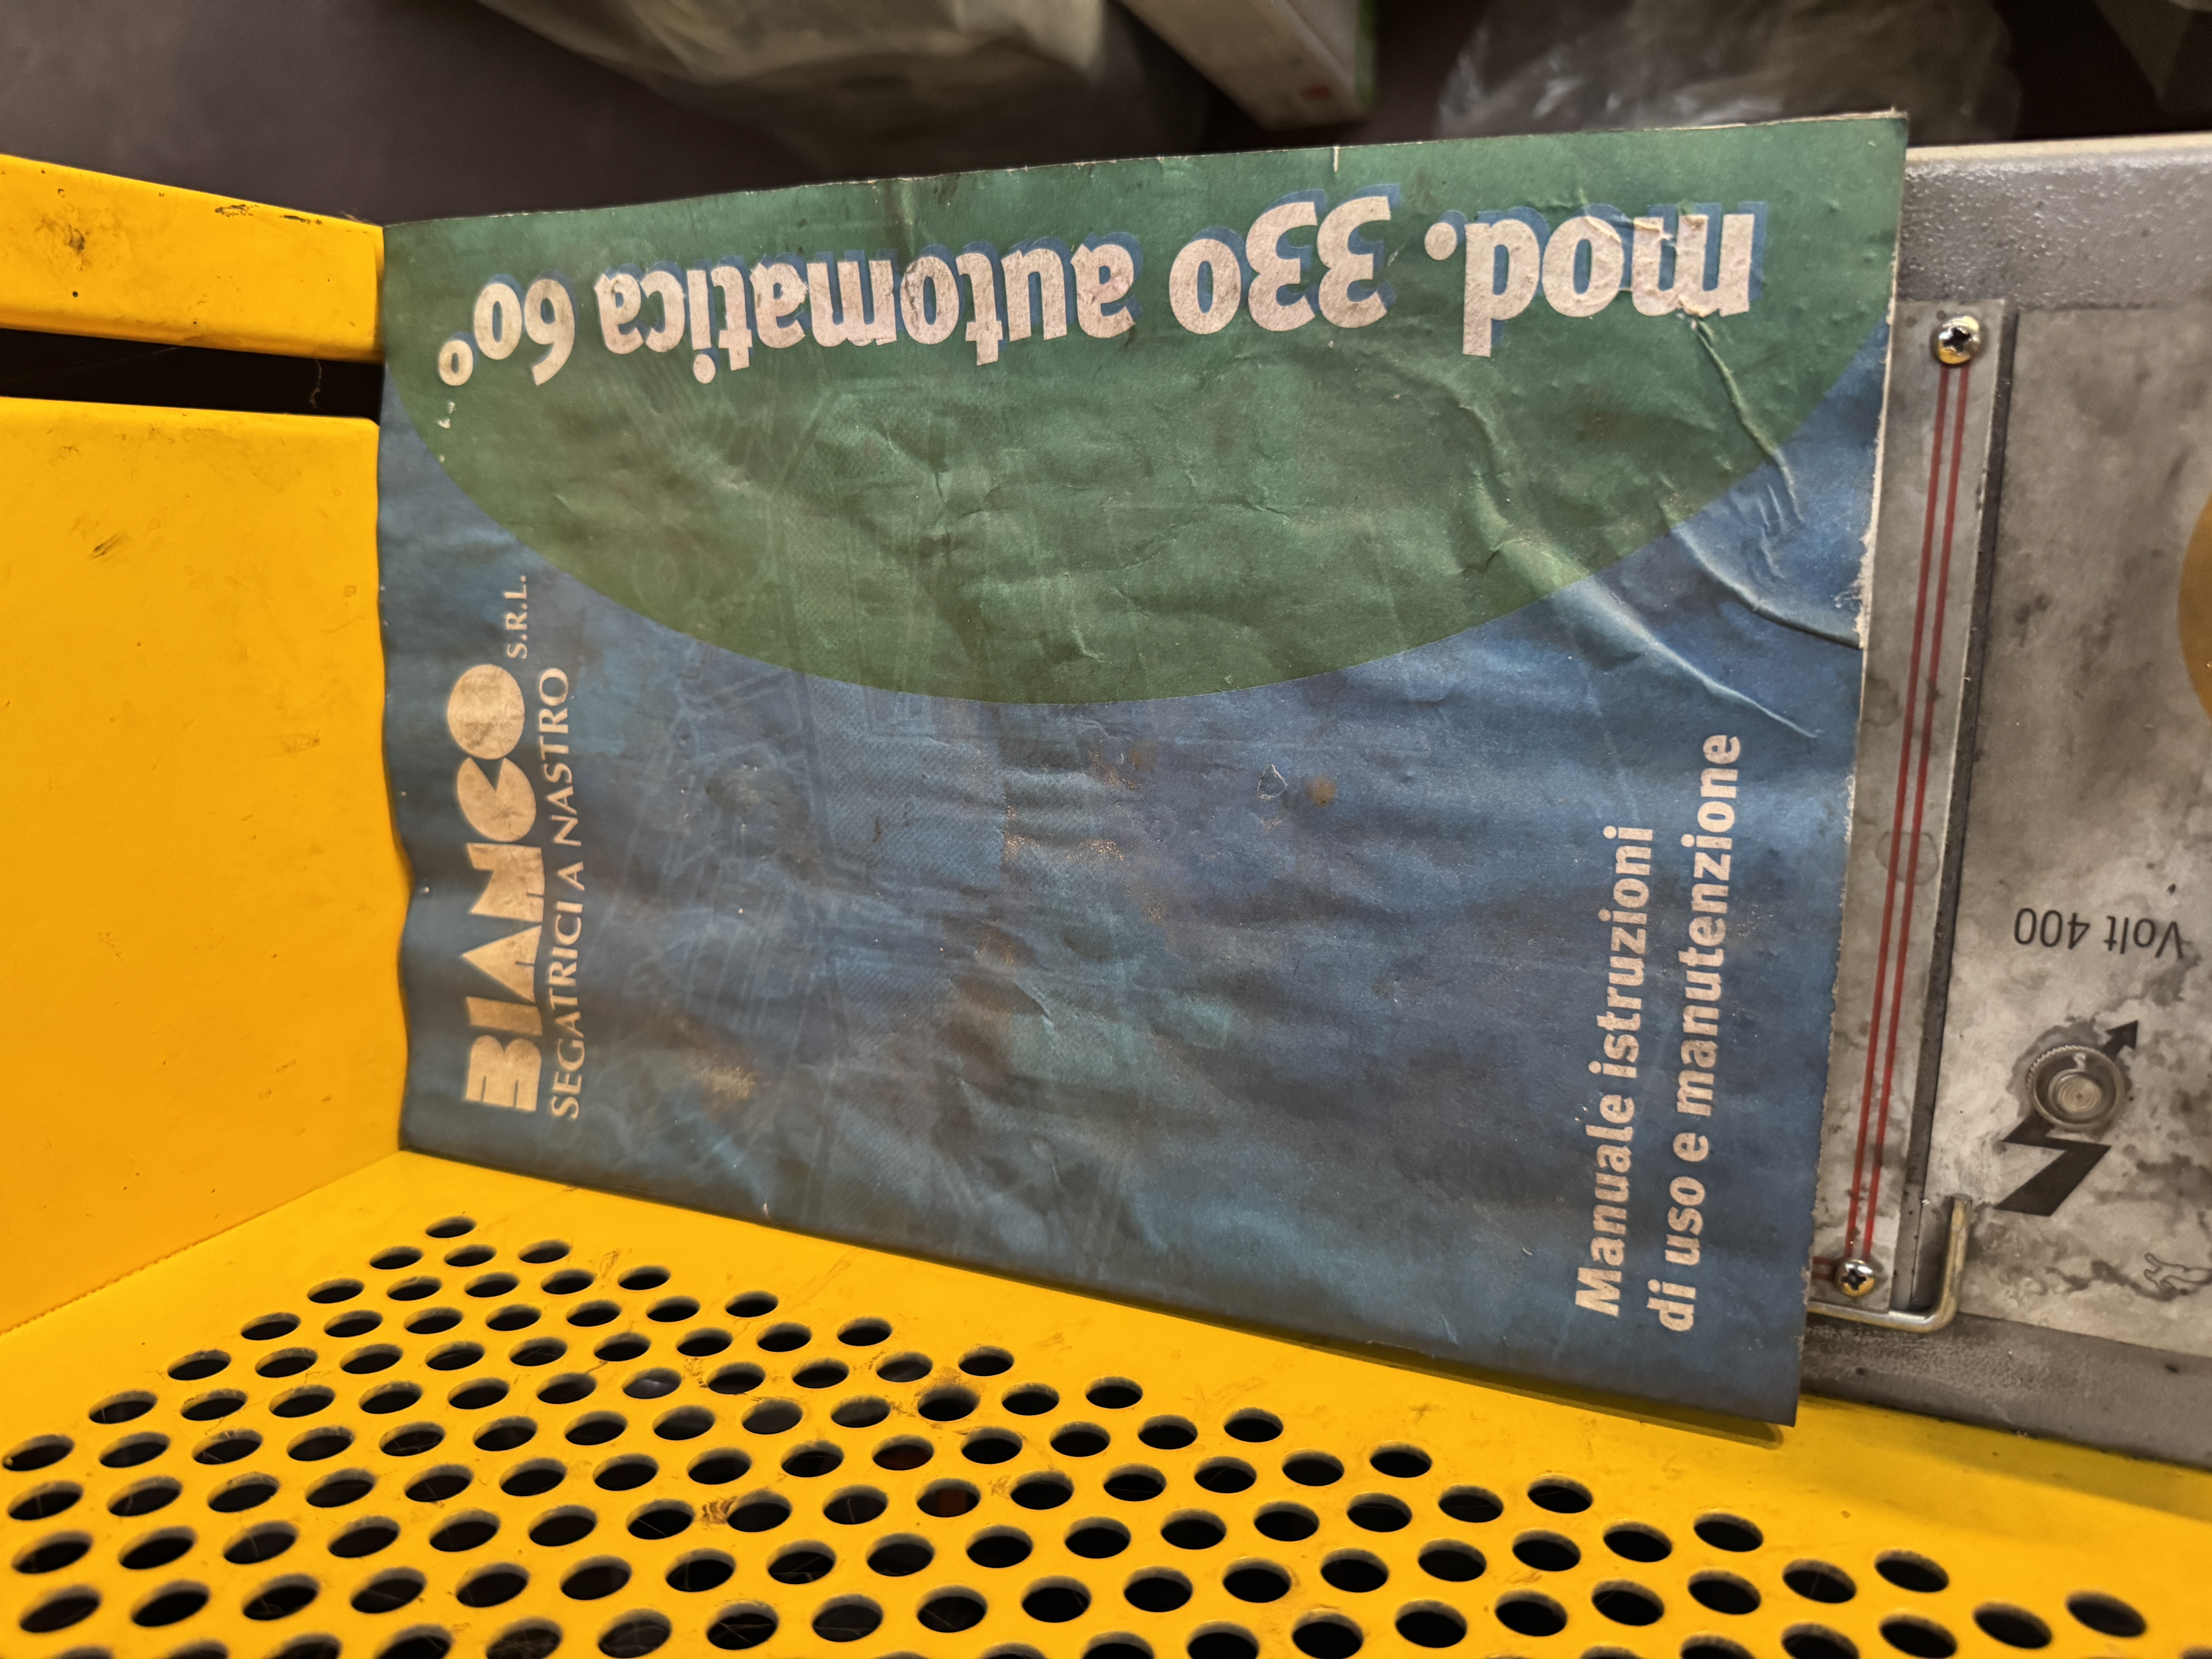 mod. 330 automatica 60°
BIANCO S.R.L.
SEGATRICI A NASTRO
Manuale istruzioni
di uso e manutenzione
Volt 400